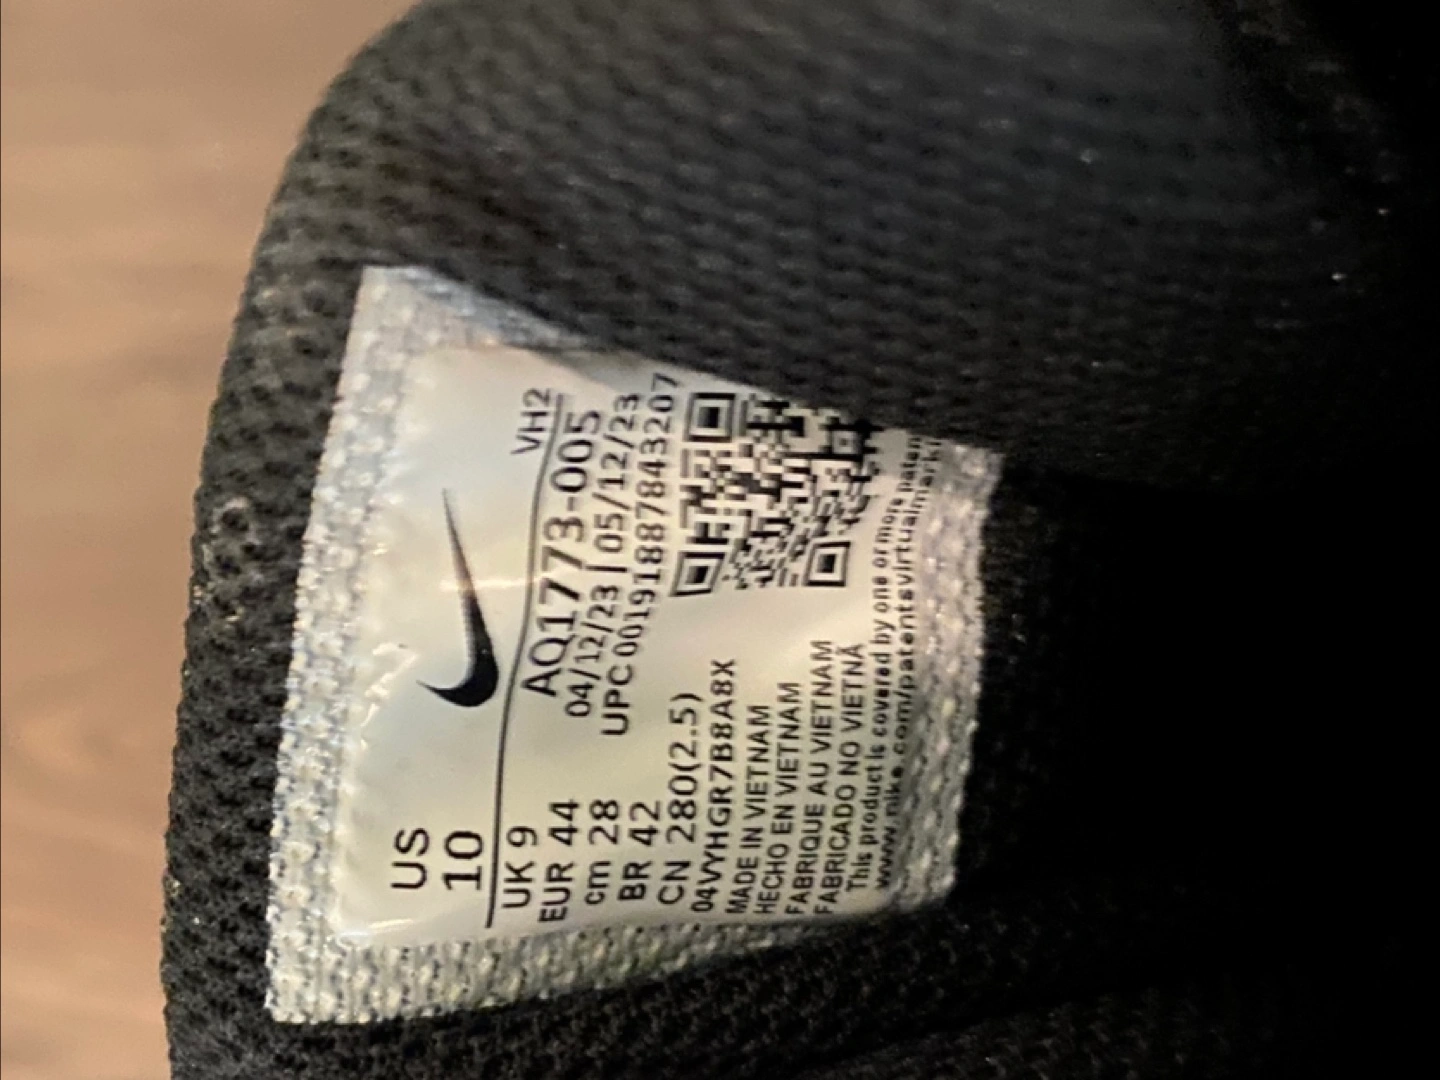 US
10
VH2
UK 9
EUR 44
cm 28
BR 42
CN 280(2.5)
AQ1773-005
04/12/23 | 05/12/23
UPC 00191887843207
04VYHGR7B8A8X
MADE IN VIETNAM
HECHO EN VIETNAM
FABRIQUE AU VIETNAM
FABRICADO NO VIETNÃ
This product is covered by one or more paten
www.nike.com/patentsvirtualmarki